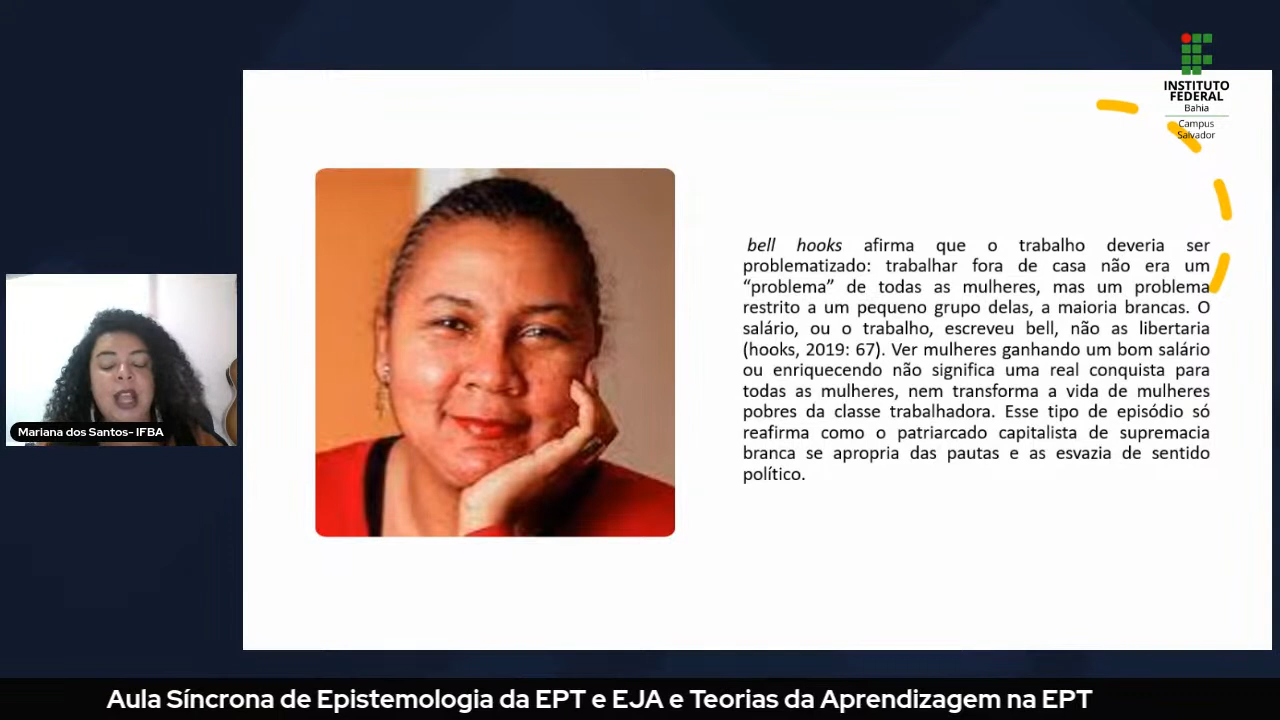 INSTITUTO
FEDERAL
Bahia
Campus
Salvador
bell hooks afirma que o trabalho deveria ser
problematizado: trabalhar fora de casa não era um
“problema” de todas as mulheres, mas um problema
restrito a um pequeno grupo delas, a maioria brancas. O
salário, ou o trabalho, escreveu bell, não as libertaria
(hooks, 2019: 67). Ver mulheres ganhando um bom salário
ou enriquecendo não significa uma real conquista para
todas as mulheres, nem transforma a vida de mulheres
pobres da classe trabalhadora. Esse tipo de episódio só
reafirma como o patriarcado capitalista de supremacia
branca se apropria das pautas e as esvazia de sentido
político.
Mariana dos Santos- IFBA
Aula Síncrona de Epistemologia da EPT e EJA e Teorias da Aprendizagem na EPT